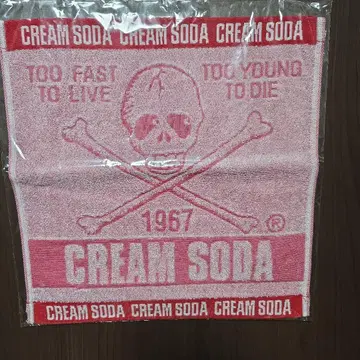 CREAM SODA CREAM SODA CREAM SODA
TOO FAST TO LIVE
TOO YOUNG TO DIE
1967
®
CREAM SODA
CREAM SODA CREAM SODA CREAM SODA